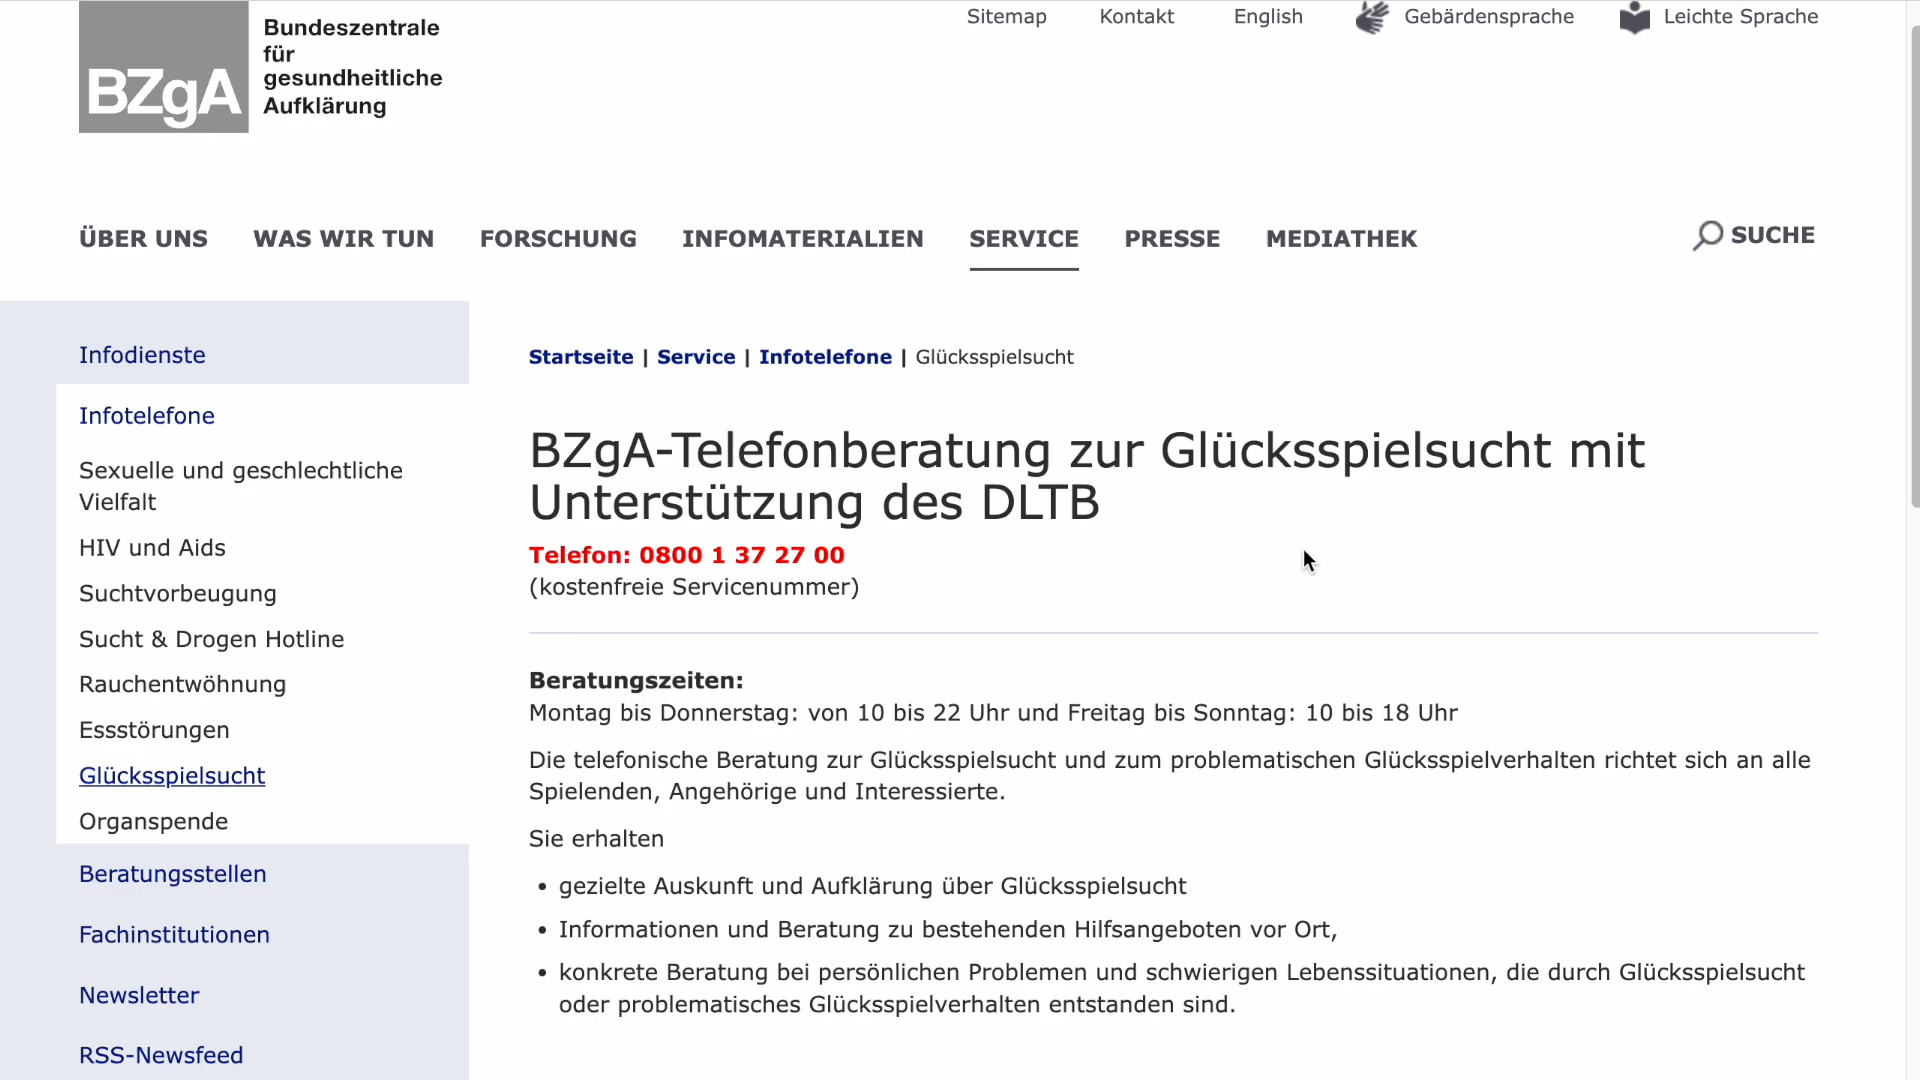 BZgA
Bundeszentrale
für
gesundheitliche
Aufklärung
Sitemap
Kontakt
English
Gebärdensprache
Leichte Sprache
ÜBER UNS
WAS WIR TUN
FORSCHUNG
INFOMATERIALIEN
SERVICE
PRESSE
MEDIATHEK
SUCHE
Infodienste
Infotelefone
Sexuelle und geschlechtliche
Vielfalt
HIV und Aids
Suchtvorbeugung
Sucht & Drogen Hotline
Rauchentwöhnung
Essstörungen
Glücksspielsucht
Organspende
Beratungsstellen
Fachinstitutionen
Newsletter
RSS-Newsfeed
Startseite | Service | Infotelefone | Glücksspielsucht
BZgA-Telefonberatung zur Glücksspielsucht mit
Unterstützung des DLTB
Telefon: 0800 1 37 27 00
(kostenfreie Servicenummer)
Beratungszeiten:
Montag bis Donnerstag: von 10 bis 22 Uhr und Freitag bis Sonntag: 10 bis 18 Uhr
Die telefonische Beratung zur Glücksspielsucht und zum problematischen Glücksspielverhalten richtet sich an alle
Spielenden, Angehörige und Interessierte.
Sie erhalten
• gezielte Auskunft und Aufklärung über Glücksspielsucht
• Informationen und Beratung zu bestehenden Hilfsangeboten vor Ort,
• konkrete Beratung bei persönlichen Problemen und schwierigen Lebenssituationen, die durch Glücksspielsucht
oder problematisches Glücksspielverhalten entstanden sind.